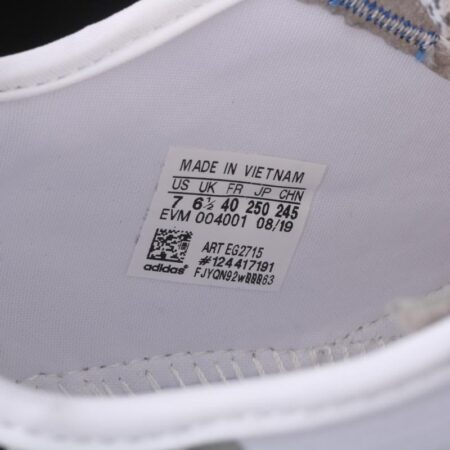 MADE IN VIETNAM
US UK FR JP CHN
7 6½ 40 250 245
EVM 004001 08/19
ART EG2715
#124417191
adidas